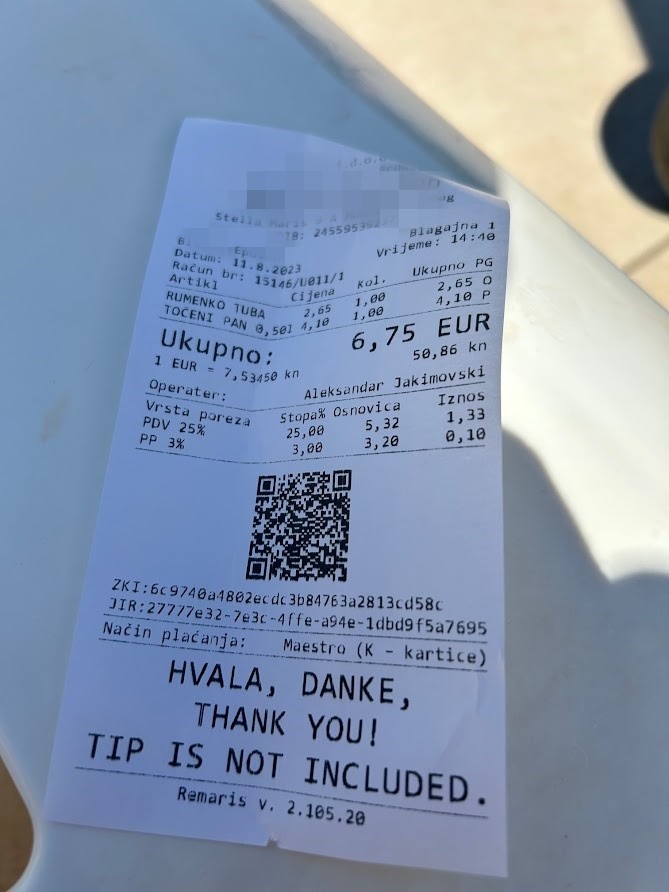 Stella Maris
Blagajna 1
Datum: 11.8.2023 Vrijeme: 14:40
Račun br: 15146/U011/1
Artikl Cijena Kol. Ukupno PG
RUMENKO TUBA 2,65 1,00 2,65 O
TOČENI PAN 0,50l 4,10 1,00 4,10 P
Ukupno: 6,75 EUR
1 EUR = 7,53450 kn 50,86 kn
Operater: Aleksandar Jakimovski
Vrsta poreza Stopa% Osnovica Iznos
PDV 25% 25,00 5,32 1,33
PP 3% 3,00 3,20 0,10
ZKI:6c9740a4802ecdc3b84763a2813cd58c
JIR:27777e32-7e3c-4ffe-a94e-1dbd9f5a7695
Način plaćanja: Maestro (K - kartice)
HVALA, DANKE,
THANK YOU!
TIP IS NOT INCLUDED.
Remaris v. 2.105.20